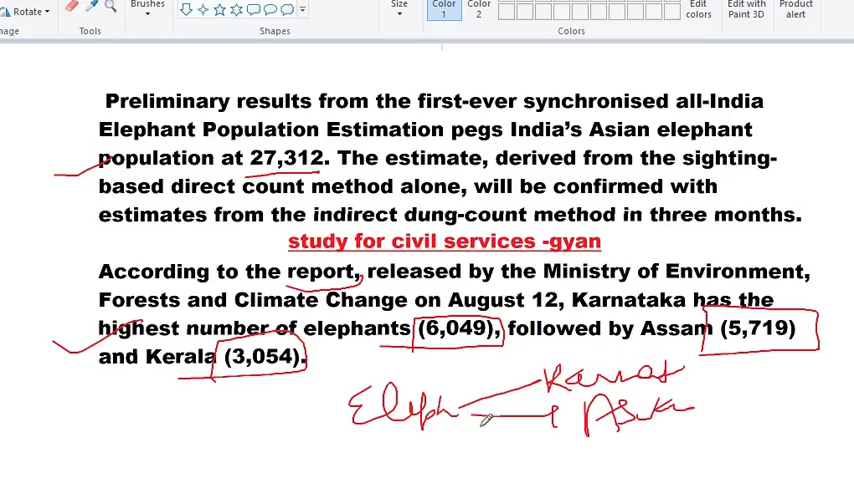 Rotate
Brushes
Size
Color
1
Color
2
Edit
colors
Edit with
Paint 3D
Product
alert
mage
Tools
Shapes
Colors
Preliminary results from the first-ever synchronised all-India
Elephant Population Estimation pegs India's Asian elephant
population at 27,312. The estimate, derived from the sighting-
based direct count method alone, will be confirmed with
estimates from the indirect dung-count method in three months.
study for civil services -gyan
According to the report, released by the Ministry of Environment,
Forests and Climate Change on August 12, Karnataka has the
highest number of elephants (6,049), followed by Assam (5,719)
and Kerala (3,054).
Karnat
Eleph